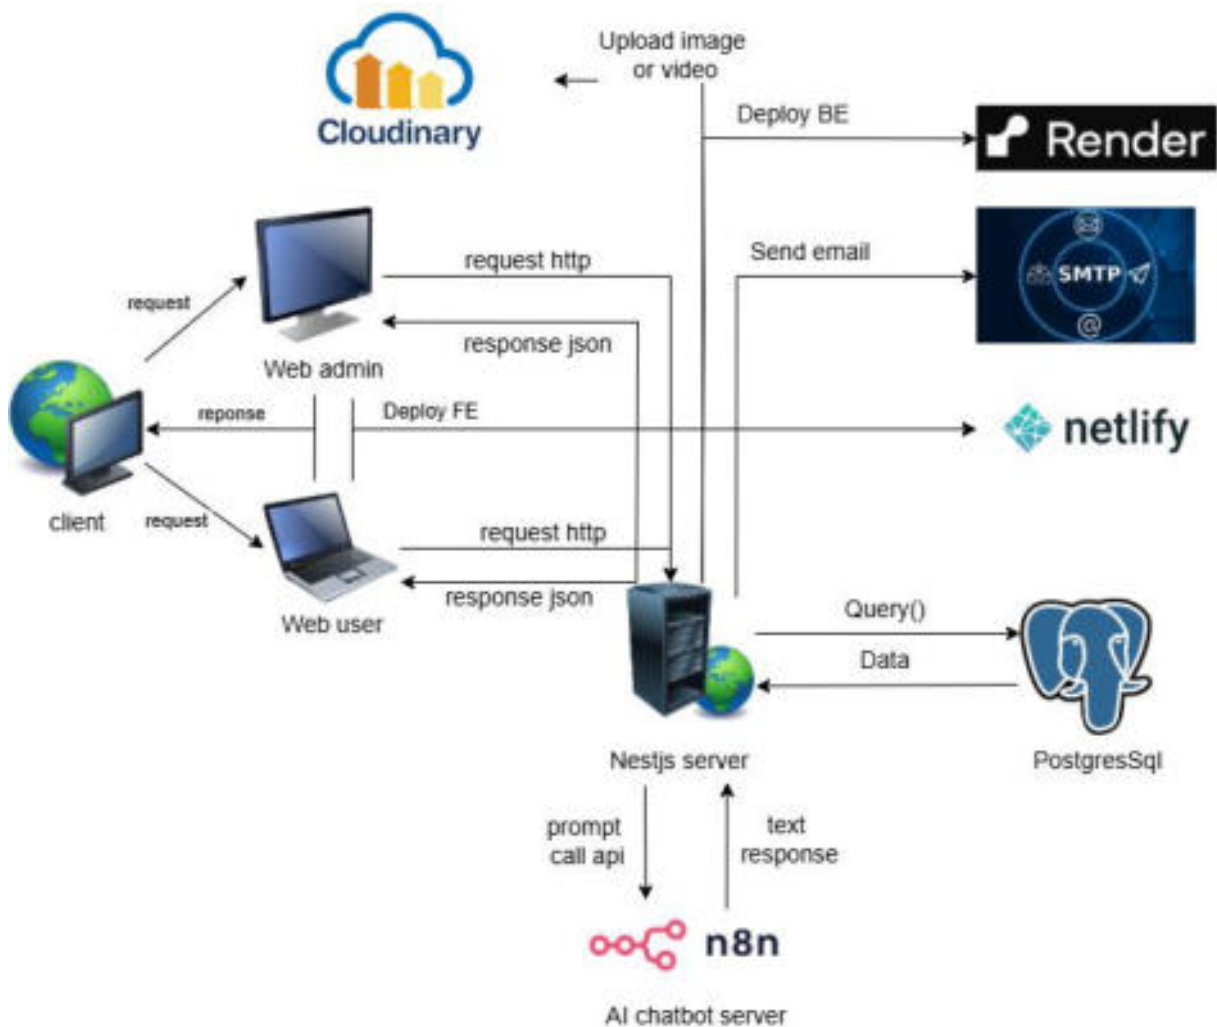 Upload image
or video
Cloudinary
Deploy BE
Render
request http
Send email
SMTP
@
request
response json
Web admin
reponse
Deploy FE
netlify
client
request
request http
response json
Web user
Query()
Data
Nestjs server
PostgresSql
prompt
call api
text
response
n8n
AI chatbot server